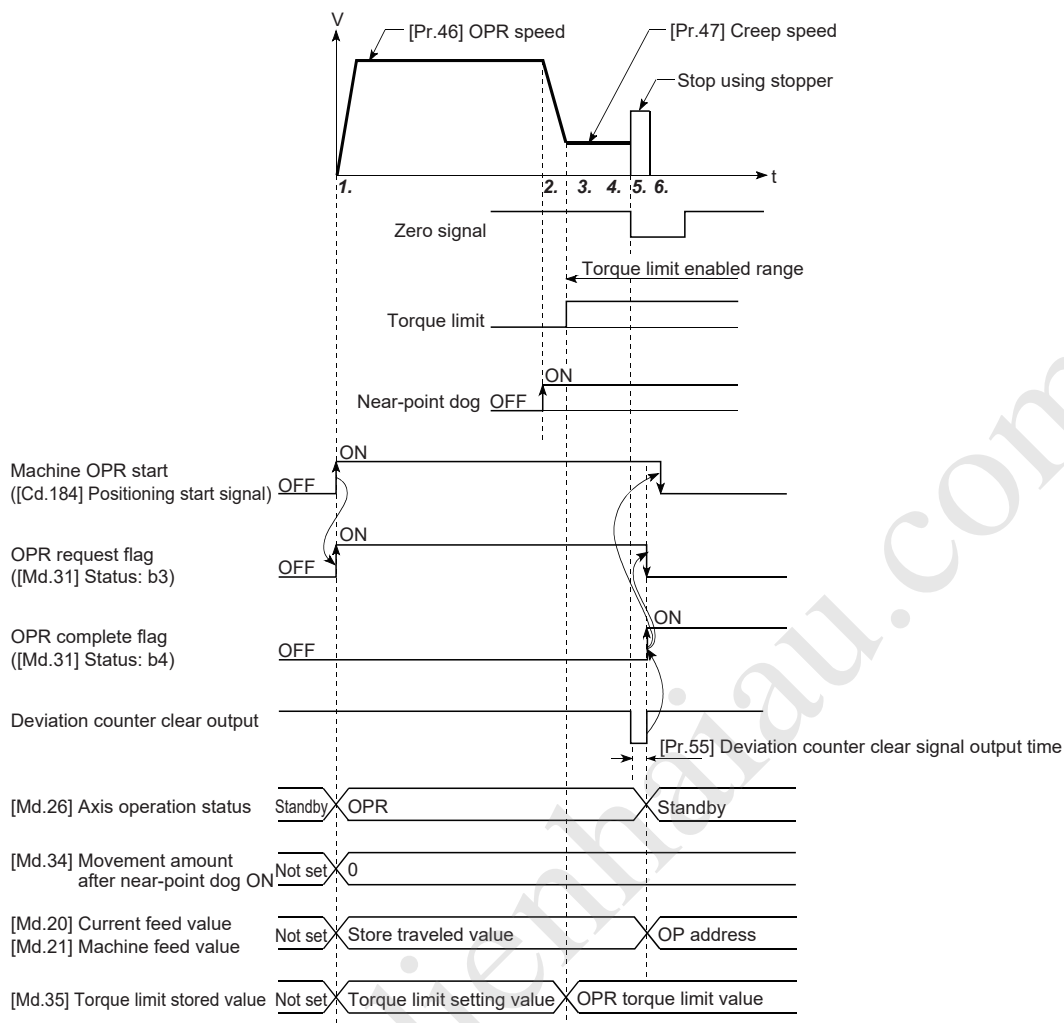 V
[Pr.46] OPR speed
[Pr.47] Creep speed
Stop using stopper
t
1. 2. 3. 4. 5. 6.
Zero signal
Torque limit enabled range
Torque limit
ON
Near-point dog OFF
Machine OPR start
([Cd.184] Positioning start signal)
OFF
ON
OPR request flag
([Md.31] Status: b3)
OFF
ON
OPR complete flag
([Md.31] Status: b4)
OFF
ON
Deviation counter clear output
[Pr.55] Deviation counter clear signal output time
[Md.26] Axis operation status Standby OPR Standby
[Md.34] Movement amount
after near-point dog ON Not set 0
[Md.20] Current feed value
[Md.21] Machine feed value Not set Store traveled value OP address
[Md.35] Torque limit stored value Not set Torque limit setting value OPR torque limit value
dienhaiau.com